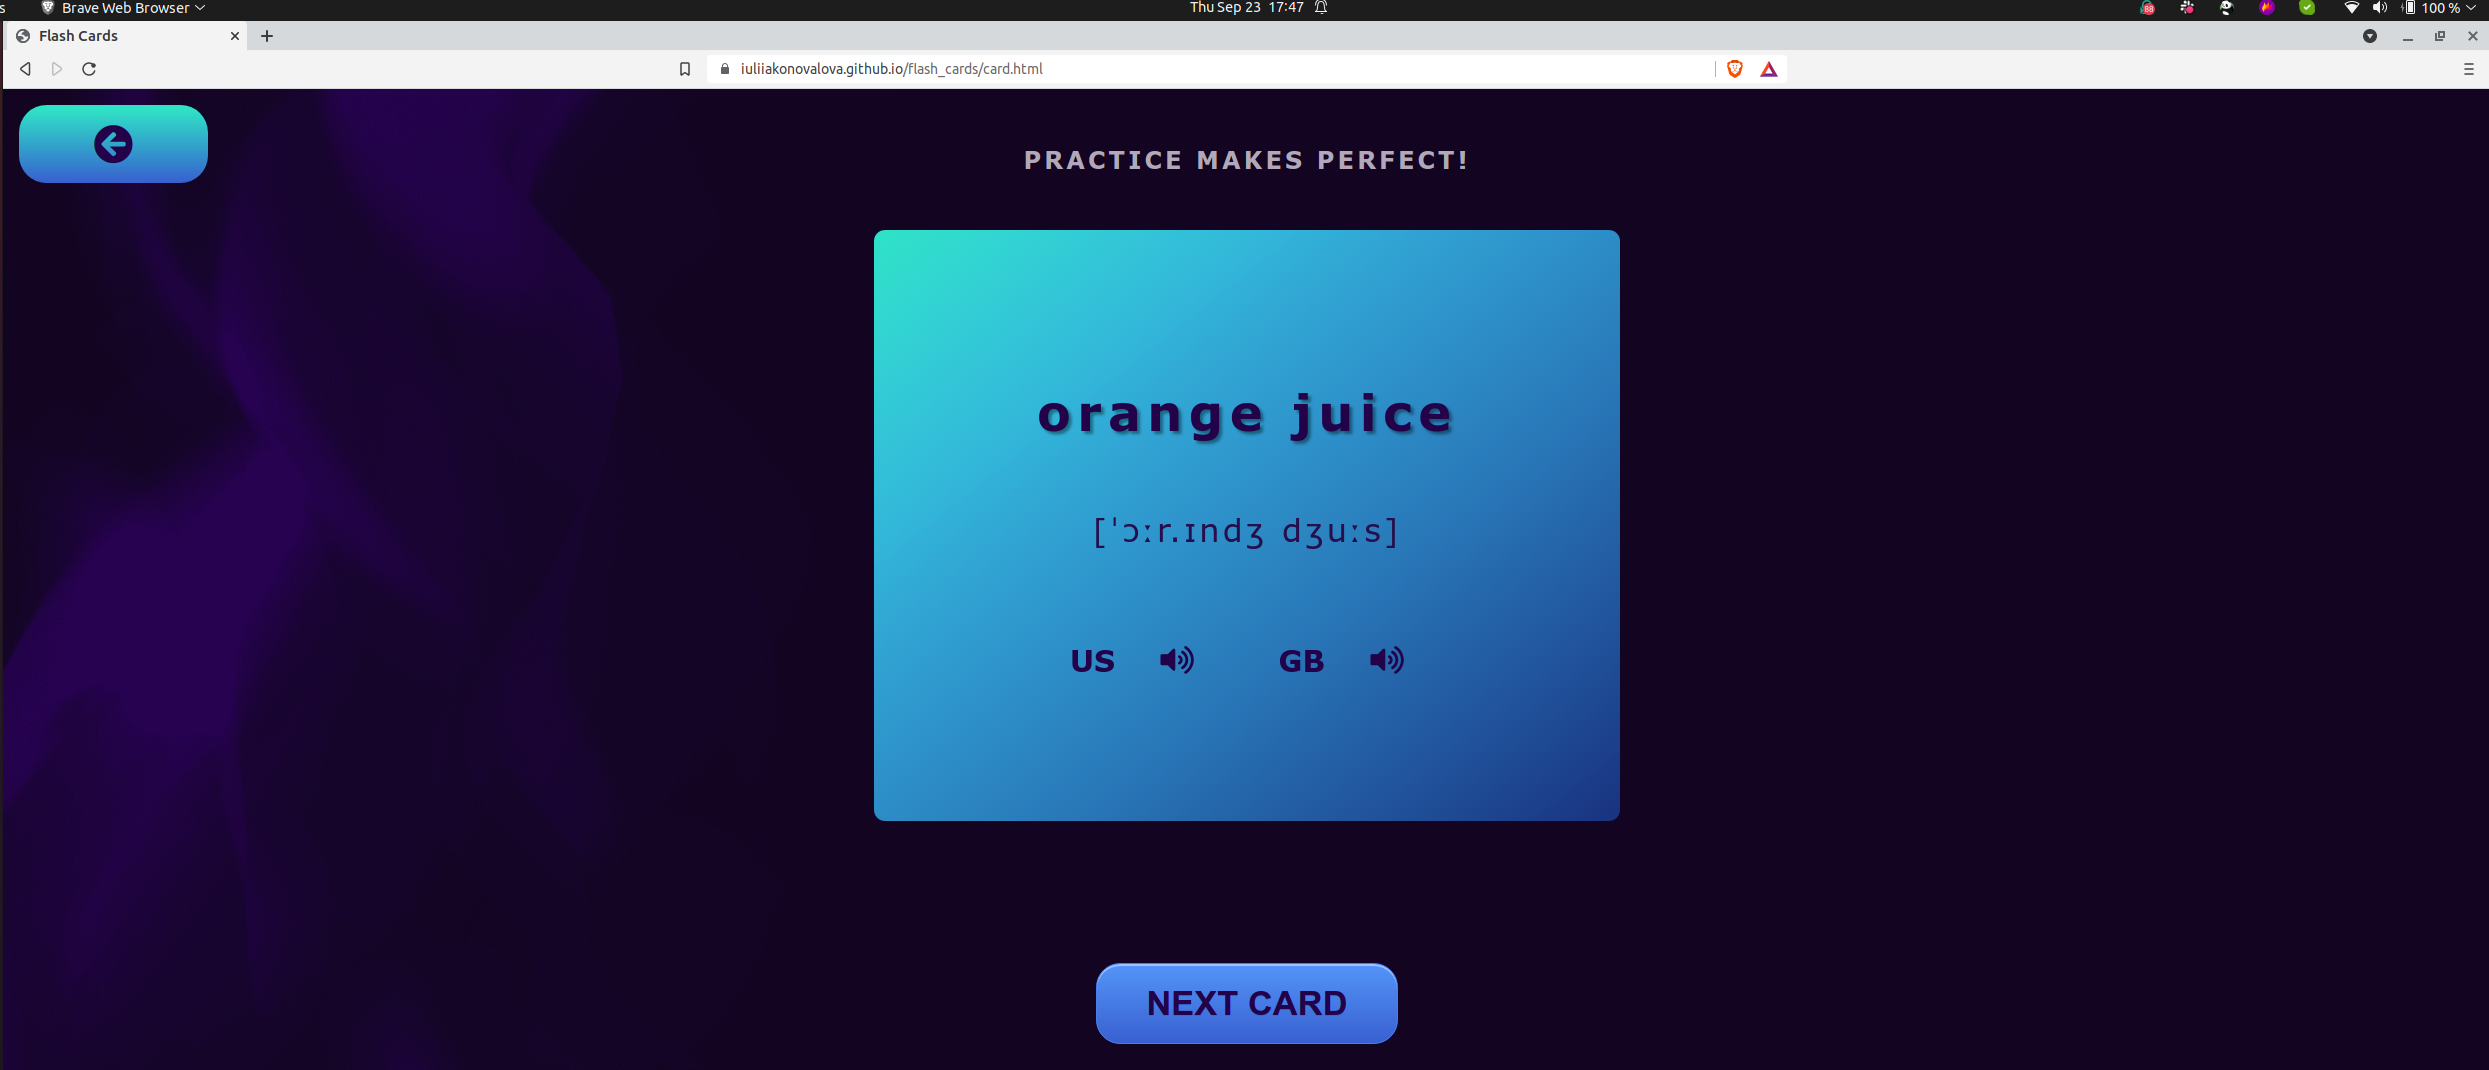 s Brave Web Browser Thu Sep 23 17:47 88 100 %
Flash Cards
iuliiakonovalova.github.io/flash_cards/card.html
PRACTICE MAKES PERFECT!
orange juice
[ˈɔːr.ɪndʒ dʒuːs]
US GB
NEXT CARD